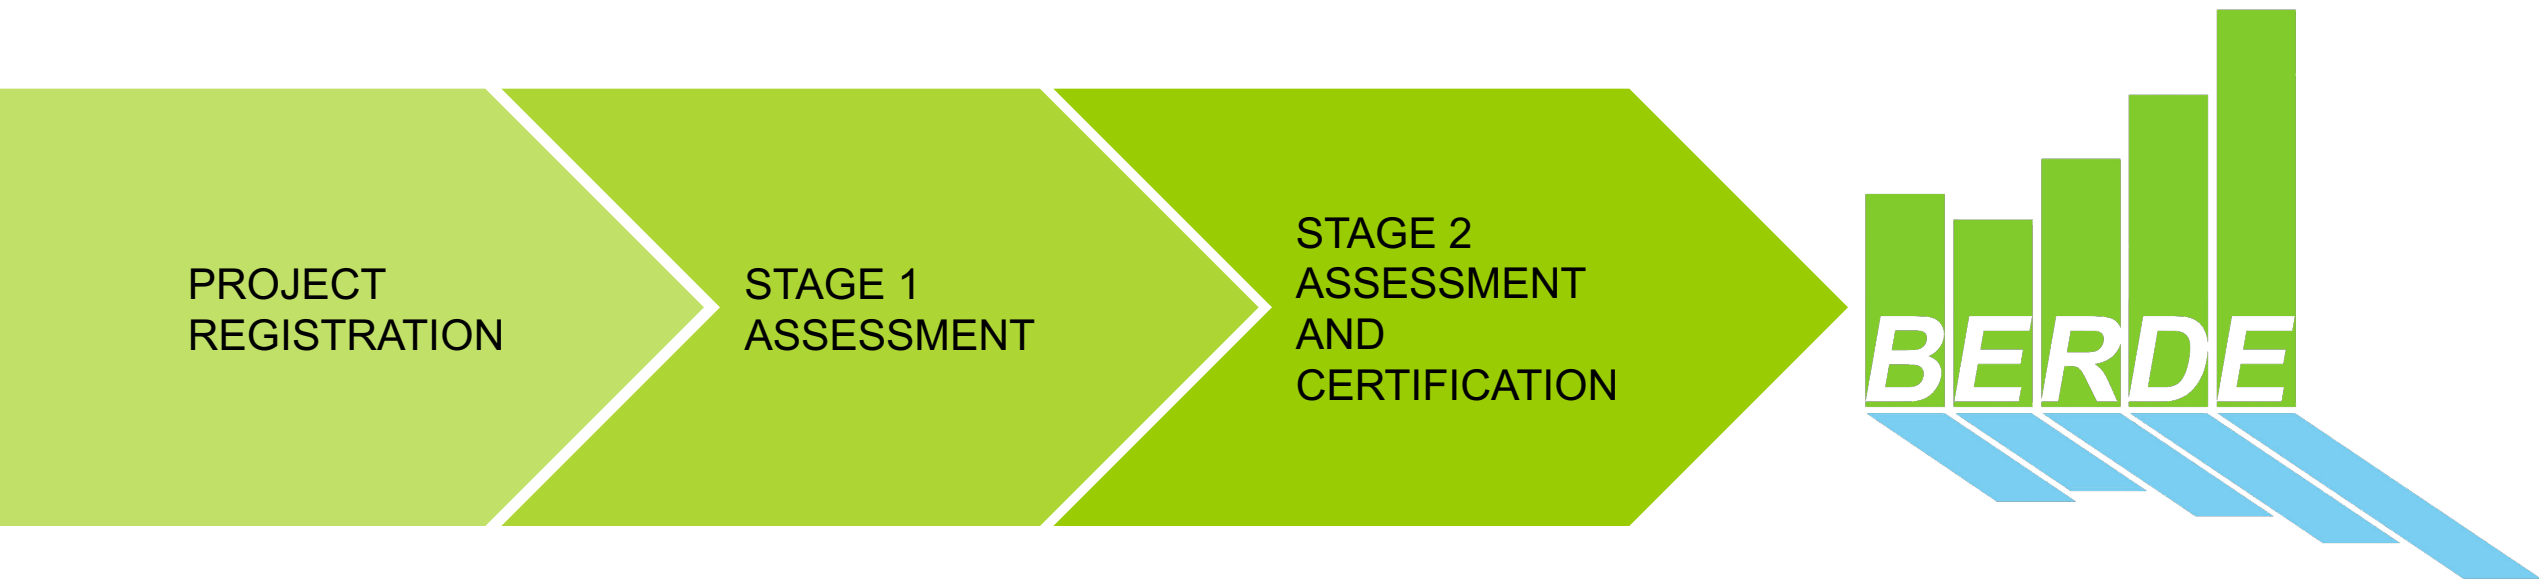 PROJECT
REGISTRATION
STAGE 1
ASSESSMENT
STAGE 2
ASSESSMENT
AND
CERTIFICATION
BERDE